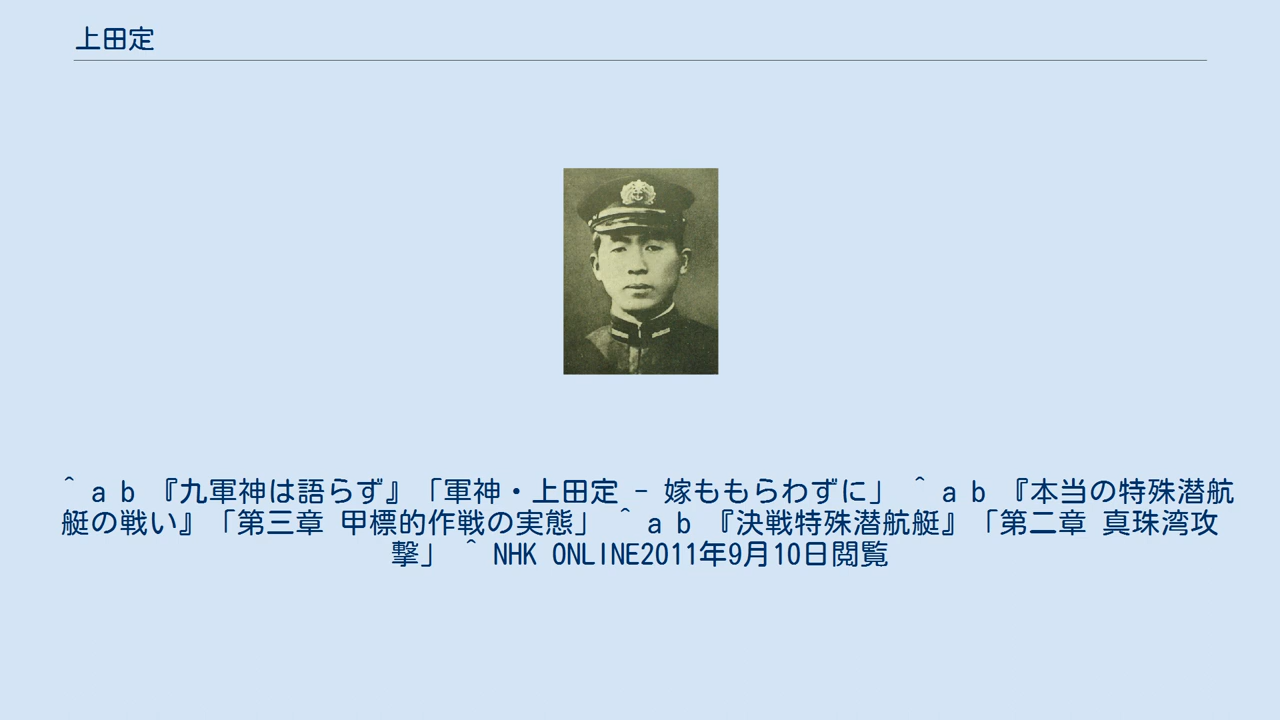 上田定
^ a b 『九軍神は語らず』「軍神・上田定 - 嫁ももらわずに」 ^ a b 『本当の特殊潜航
艇の戦い』「第三章 甲標的作戦の実態」 ^ a b 『決戦特殊潜航艇』「第二章 真珠湾攻
撃」 ^ NHK ONLINE2011年9月10日閲覧